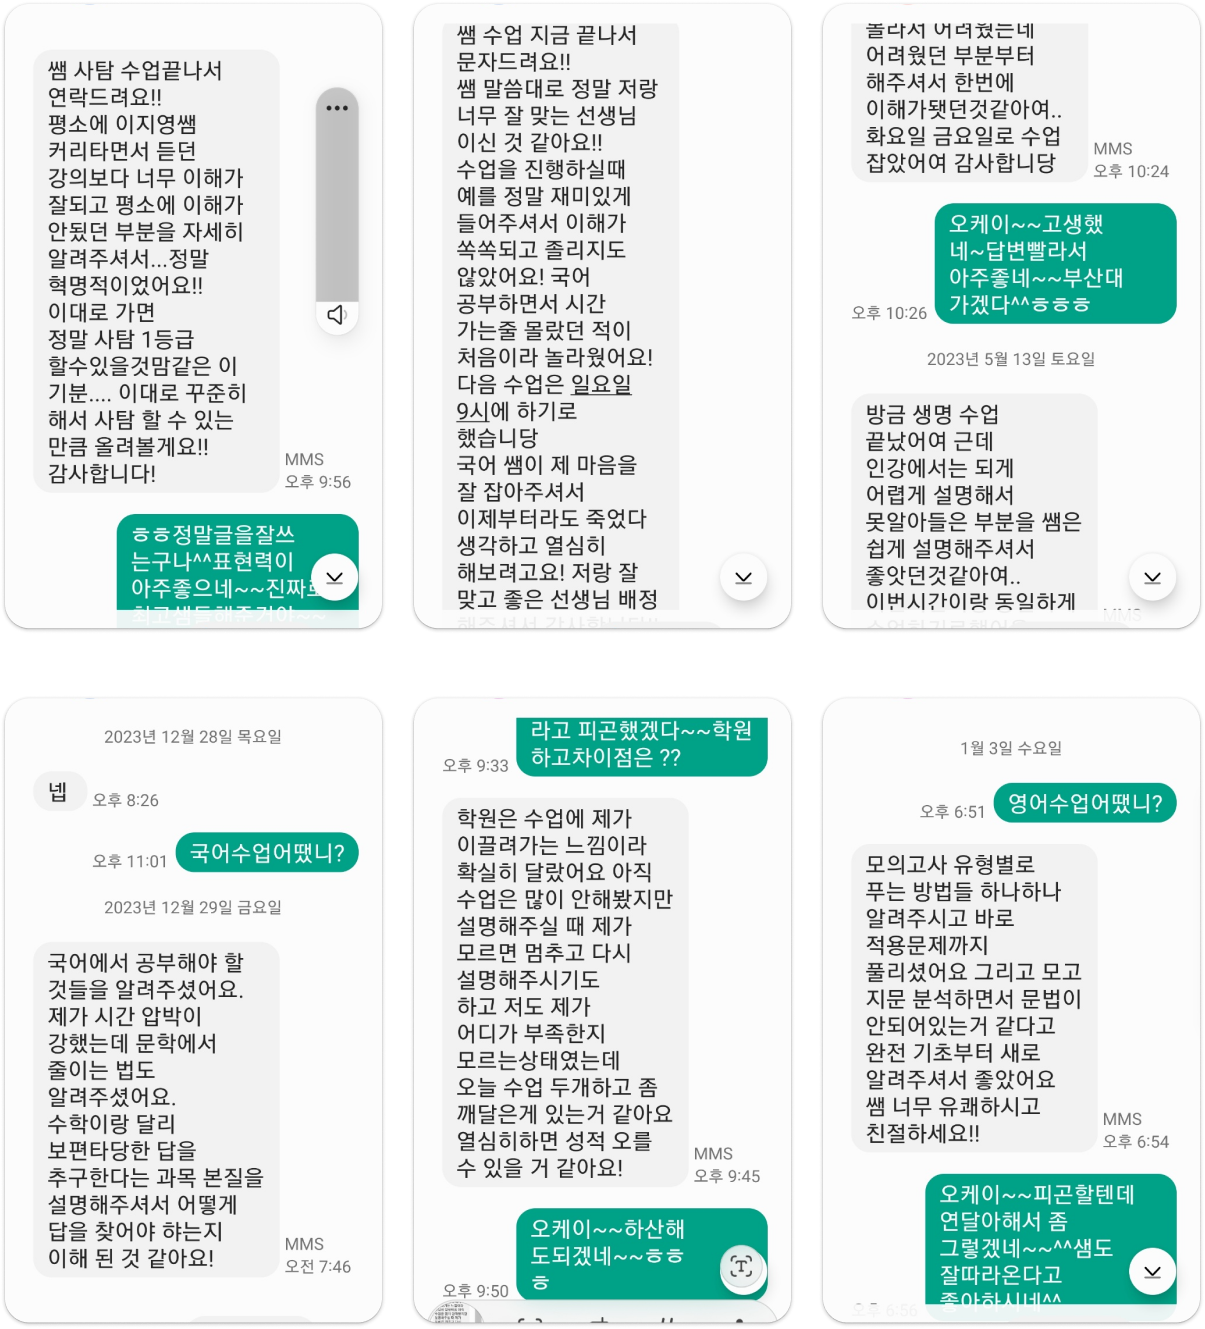 쌤 사탐 수업끝나서
연락드려요!!
평소에 이지영쌤
커리타면서 듣던
강의보다 너무 이해가
잘되고 평소에 이해가
안됬던 부분을 자세히
알려주셔서...정말
혁명적이었어요!!
이대로 가면
정말 사탐 1등급
할수있을것맘같은 이
기분.... 이대로 꾸준히
해서 사탐 할 수 있는
만큼 올려볼게요!!
감사합니다!
MMS
오후 9:56
ㅎㅎ정말글을잘쓰
는구나^^표현력이
아주좋으네~~진짜
쌤 수업 지금 끝나서
문자드려요!!
쌤 말씀대로 정말 저랑
너무 잘 맞는 선생님
이신 것 같아요!!
수업을 진행하실때
예를 정말 재미있게
들어주셔서 이해가
쏙쏙되고 졸리지도
않았어요! 국어
공부하면서 시간
가는줄 몰랐던 적이
처음이라 놀라웠어요!
다음 수업은 일요일
9시에 하기로
했습니당
국어 쌤이 제 마음을
잘 잡아주셔서
이제부터라도 죽었다
생각하고 열심히
해보려고요! 저랑 잘
맞고 좋은 선생님 배정
몰라서 어려웠는데
어려웠던 부분부터
해주셔서 한번에
이해가됏던것같아여..
화요일 금요일로 수업
잡았어여 감사합니당
MMS
오후 10:24
오케이~~고생했
네~답변빨라서
아주좋네~~부산대
가겠다^^ㅎㅎㅎ
오후 10:26
2023년 5월 13일 토요일
방금 생명 수업
끝났어여 근데
인강에서는 되게
어렵게 설명해서
못알아들은 부분을 쌤은
쉽게 설명해주셔서
좋앗던것같아여..
이번시간이랑 동일하게
MMS
2023년 12월 28일 목요일
넵
오후 8:26
오후 11:01
국어수업어땠니?
2023년 12월 29일 금요일
국어에서 공부해야 할
것들을 알려주셨어요.
제가 시간 압박이
강했는데 문학에서
줄이는 법도
알려주셨어요.
수학이랑 달리
보편타당한 답을
추구한다는 과목 본질을
설명해주셔서 어떻게
답을 찾어야 햐는지
이해 된 것 같아요!
MMS
오전 7:46
라고 피곤했겠다~~학원
하고차이점은 ??
오후 9:33
학원은 수업에 제가
이끌려가는 느낌이라
확실히 달랐어요 아직
수업은 많이 안해봤지만
설명해주실 때 제가
모르면 멈추고 다시
설명해주시기도
하고 저도 제가
어디가 부족한지
모르는상태였는데
오늘 수업 두개하고 좀
깨달은게 있는거 같아요
열심히하면 성적 오를
수 있을 거 같아요!
MMS
오후 9:45
오케이~~하산해
도되겠네~~ㅎㅎ
ㅎ
오후 9:50
1월 3일 수요일
오후 6:51
영어수업어땠니?
모의고사 유형별로
푸는 방법들 하나하나
알려주시고 바로
적용문제까지
풀리셨어요 그리고 모고
지문 분석하면서 문법이
안되어있는거 같다고
완전 기초부터 새로
알려주셔서 좋았어요
쌤 너무 유쾌하시고
친절하세요!!
MMS
오후 6:54
오케이~~피곤할텐데
연달아해서 좀
그렇겠네~~^^샘도
잘따라온다고
좋아하시네^^
오후 6:56